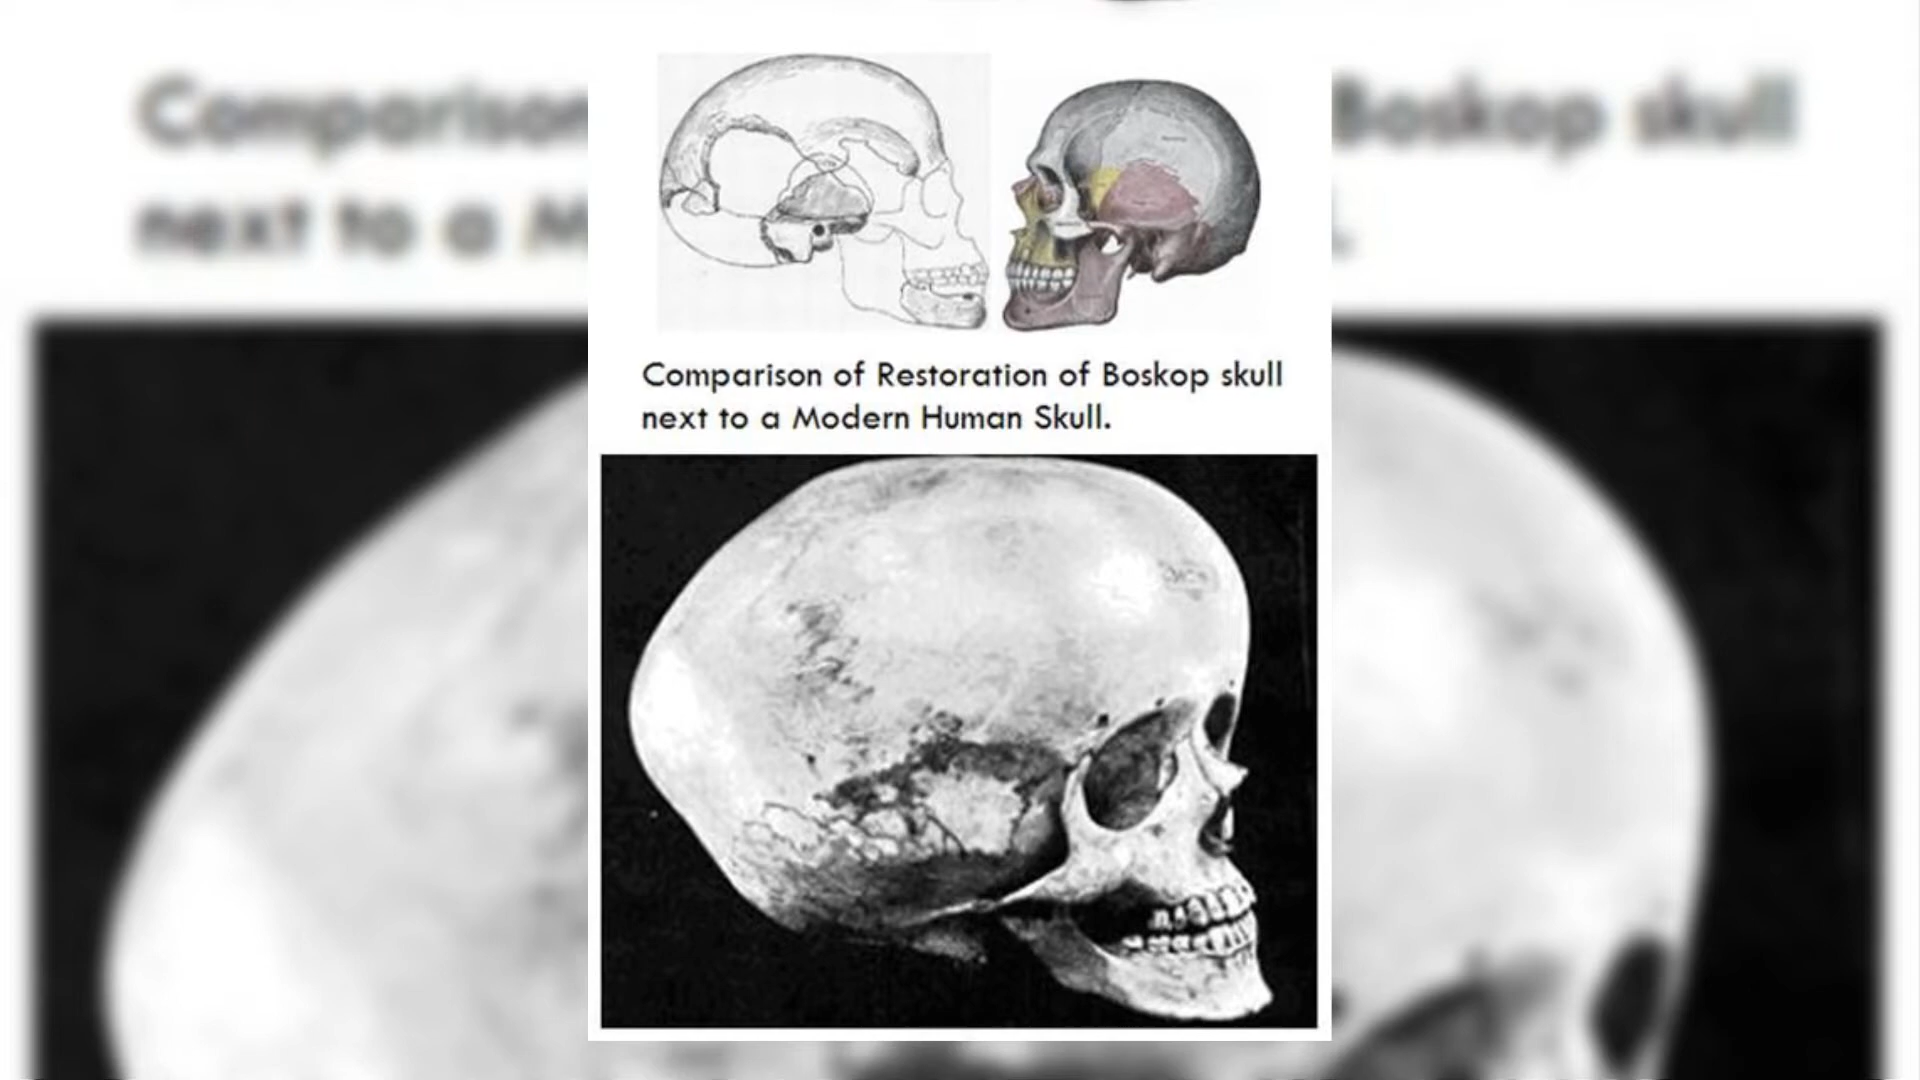 Comparison of Restoration of Boskop skull
next to a Modern Human Skull.